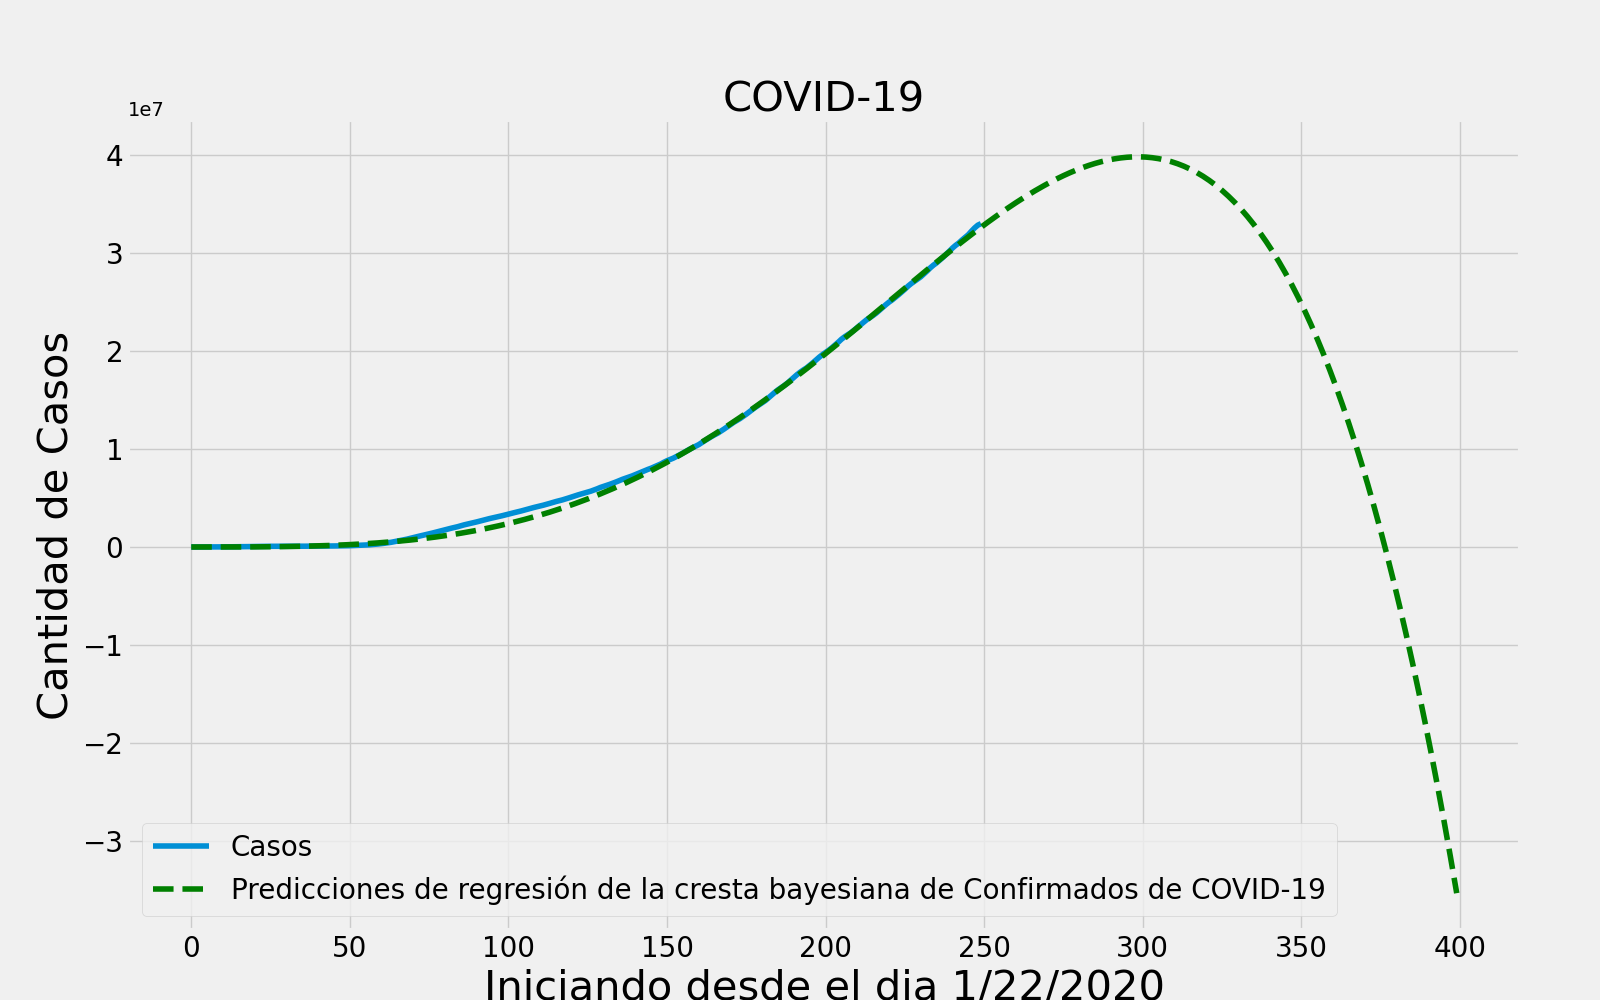 COVID-19
1e7
4
3
2
1
0
−1
−2
−3
Cantidad de Casos
Casos
Predicciones de regresión de la cresta bayesiana de Confirmados de COVID-19
0 50 100 150 200 250 300 350 400
Iniciando desde el dia 1/22/2020